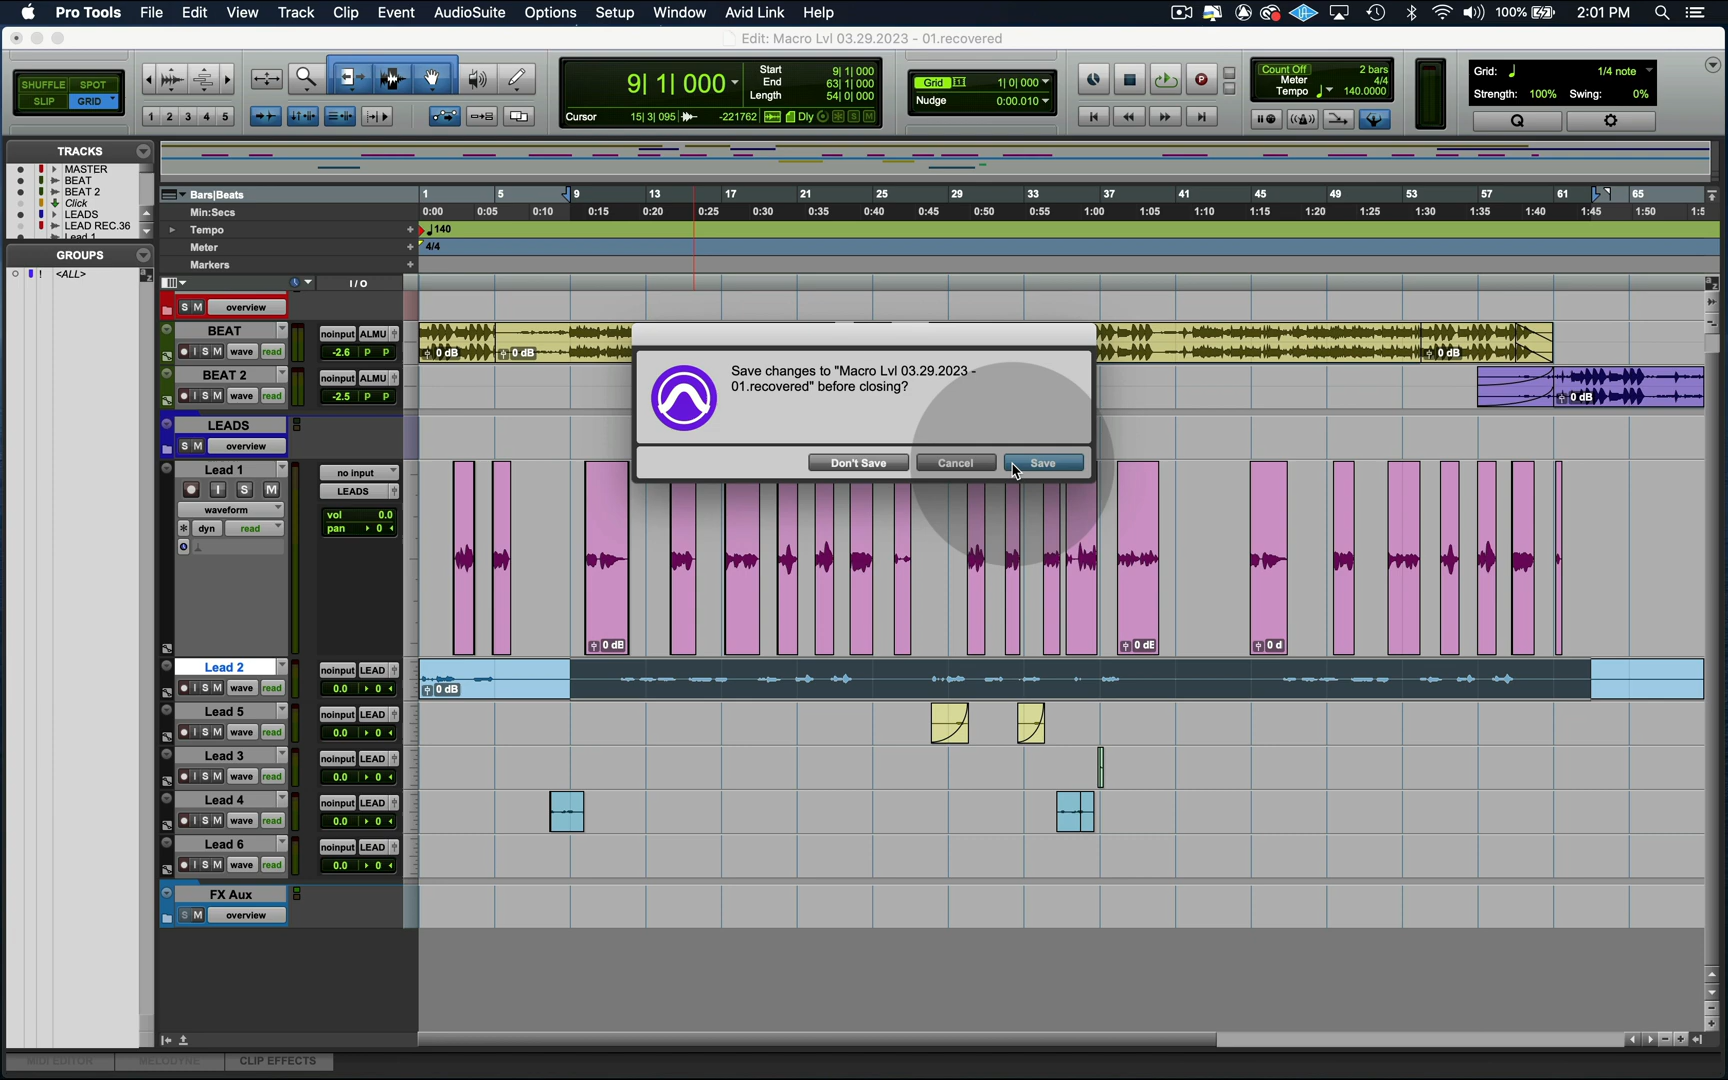 Pro Tools File Edit View Track Clip Event AudioSuite Options Setup Window Avid Link Help 100% 2:01 PM
Edit: Macro Lvl 03.29.2023 - 01.recovered
SHUFFLE SPOT
SLIP GRID
1 2 3 4 5
9| 1| 000
Start 9| 1| 000
End 63| 1| 000
Length 54| 0| 000
Cursor 15| 3| 095 -221762 Dly S M
Grid 1| 0| 000
Nudge 0:00.010
Count Off 2 bars
Meter 4/4
Tempo 140.0000
Grid: 1/4 note
Strength: 100% Swing: 0%
Q
TRACKS
MASTER
BEAT
BEAT 2
Click
LEADS
LEAD REC.36
Lead 1
GROUPS
! <ALL>
Bars|Beats 1 5 9 13 17 21 25 29 33 37 41 45 49 53 57 61 65
Min:Secs 0:00 0:05 0:10 0:15 0:20 0:25 0:30 0:35 0:40 0:45 0:50 0:55 1:00 1:05 1:10 1:15 1:20 1:25 1:30 1:35 1:40 1:45 1:50 1:5
Tempo + 140
Meter + 4/4
Markers +
I / O
S M overview
BEAT noinput ALMU
I S M wave read -2.6 P P 0 dB 0 dB 0 dB
BEAT 2 noinput ALMU
I S M wave read -2.5 P P 0 dB
LEADS
S M overview
Lead 1 no input
I S M LEADS
waveform vol 0.0
dyn read pan 0
0 dB 0 dB 0 d
Lead 2 noinput LEAD
I S M wave read 0.0 0 0 dB
Lead 5 noinput LEAD
I S M wave read 0.0 0
Lead 3 noinput LEAD
I S M wave read 0.0 0
Lead 4 noinput LEAD
I S M wave read 0.0 0
Lead 6 noinput LEAD
I S M wave read 0.0 0
FX Aux
S M overview
Save changes to "Macro Lvl 03.29.2023 -
01.recovered" before closing?
Don't Save Cancel Save
MIDI EDITOR MELODYNE CLIP EFFECTS